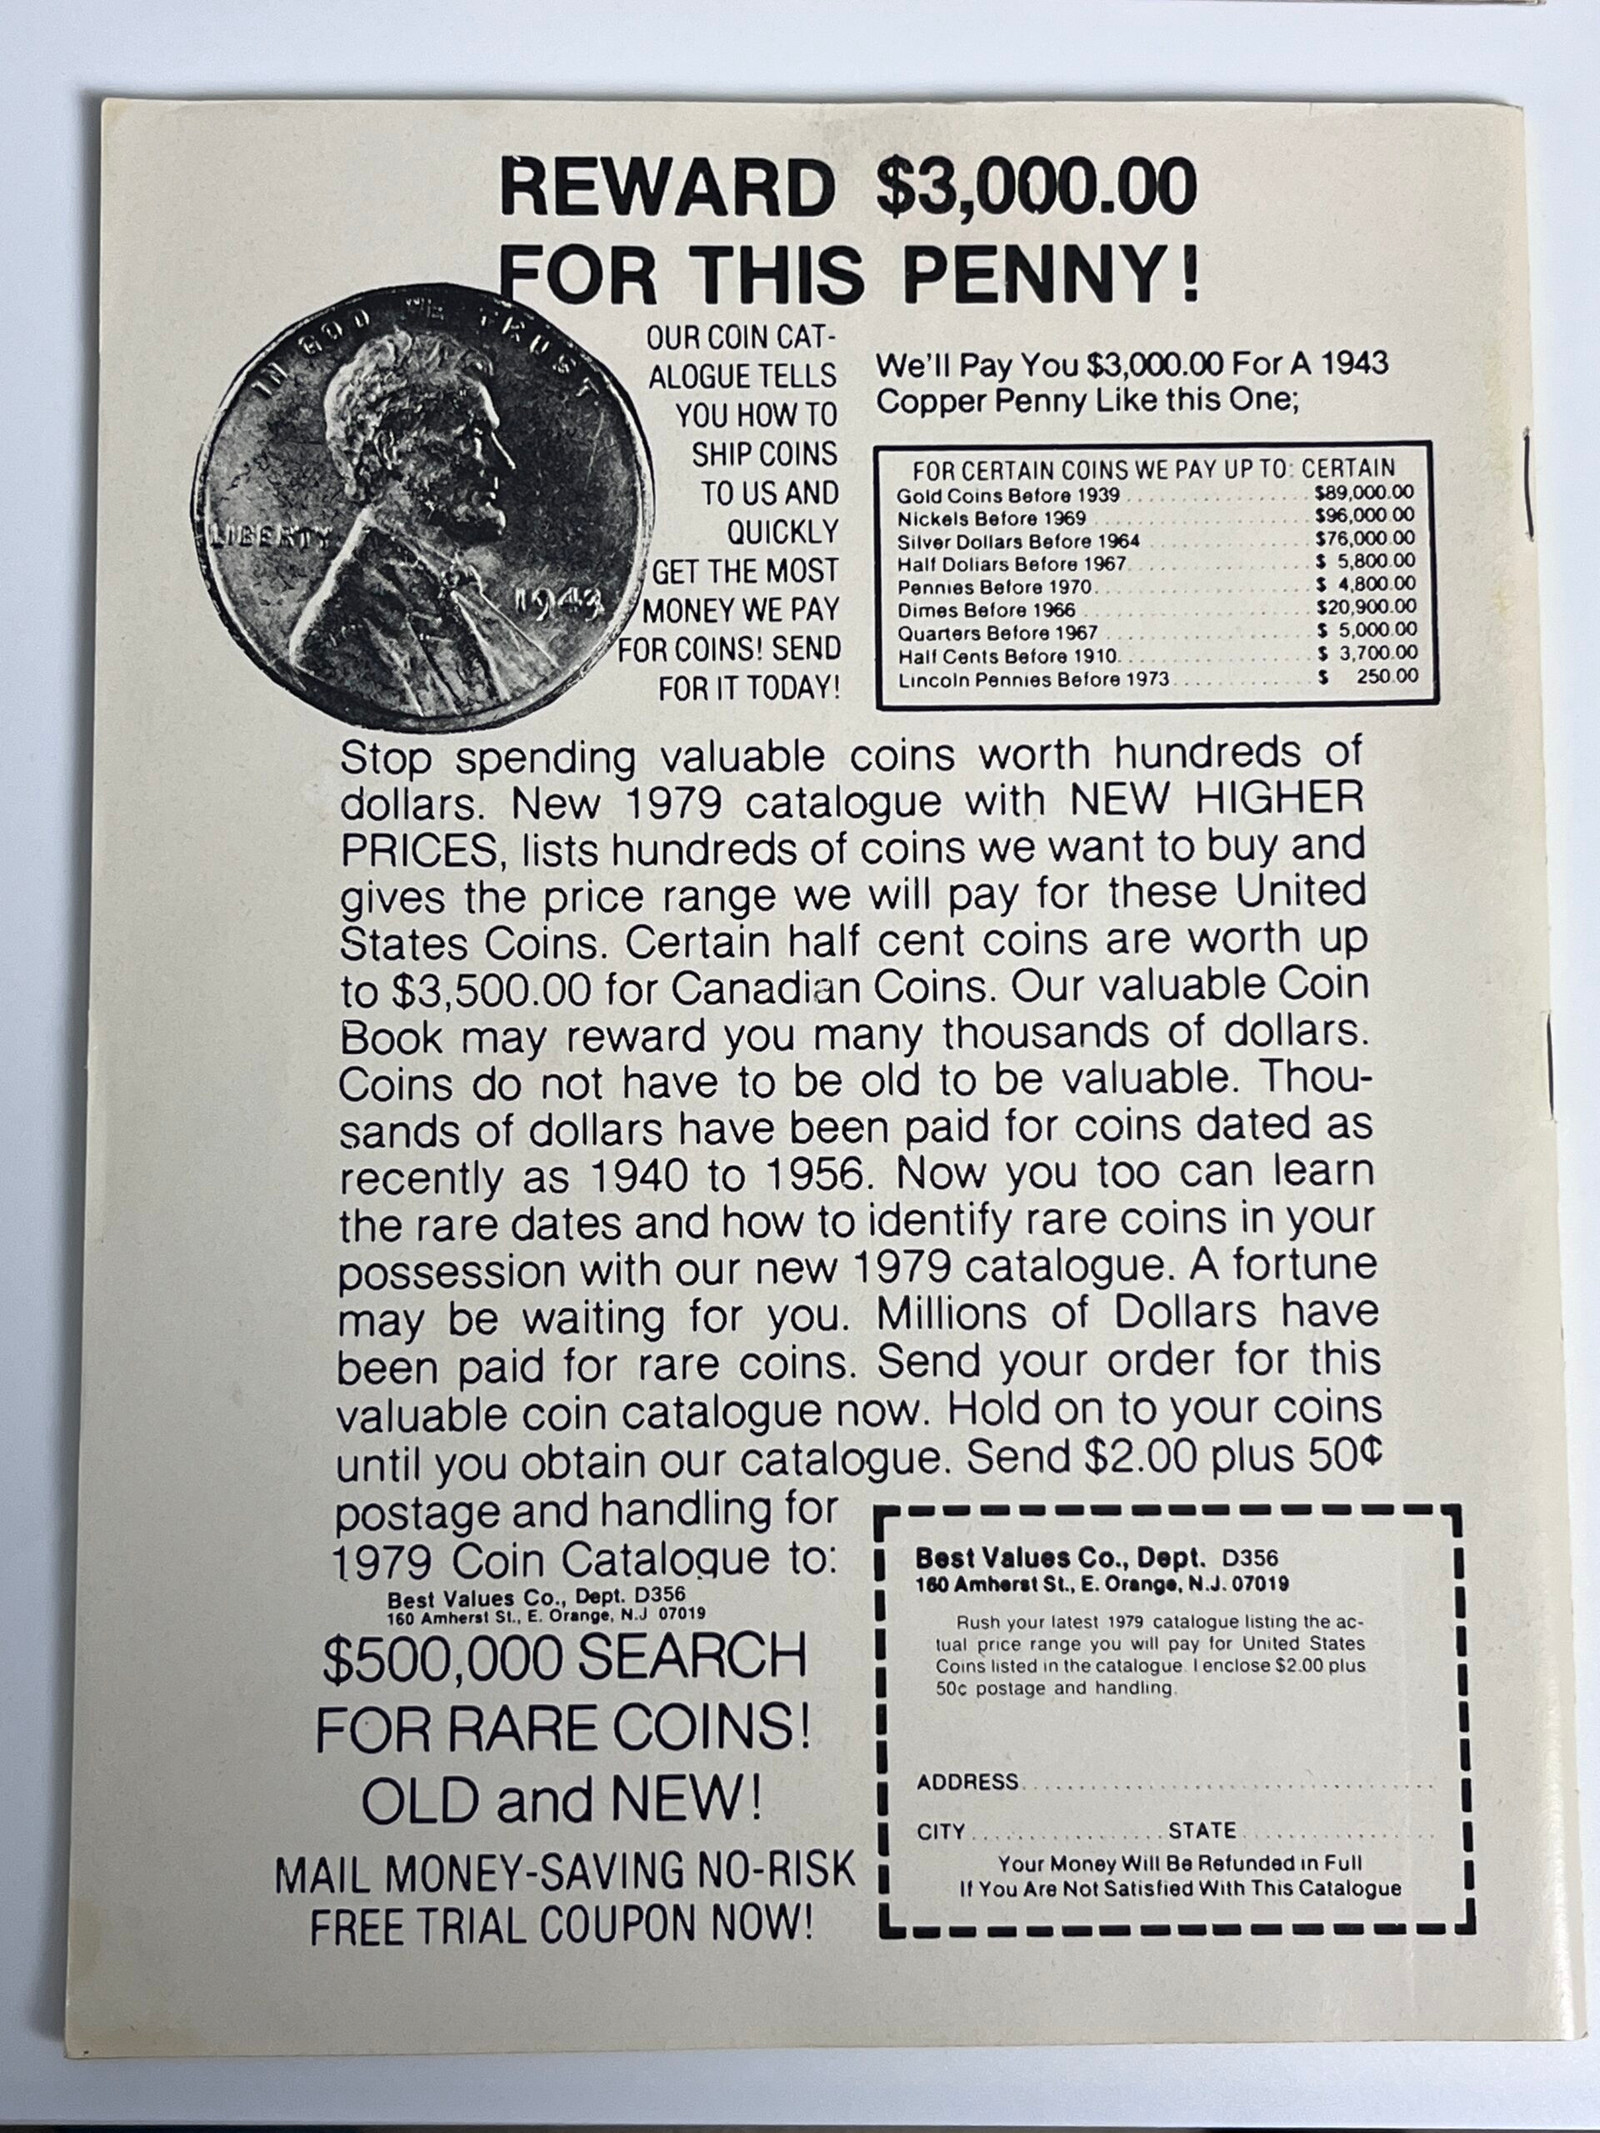 REWARD $3,000.00
FOR THIS PENNY!
IN GOD WE TRUST
LIBERTY
1943
OUR COIN CAT-
ALOGUE TELLS
YOU HOW TO
SHIP COINS
TO US AND
QUICKLY
GET THE MOST
MONEY WE PAY
FOR COINS! SEND
FOR IT TODAY!
We'll Pay You $3,000.00 For A 1943
Copper Penny Like this One;
FOR CERTAIN COINS WE PAY UP TO: CERTAIN
Gold Coins Before 1939 ................ $89,000.00
Nickels Before 1969 .................... $96,000.00
Silver Dollars Before 1964 ............... $76,000.00
Half Dollars Before 1967 ................. $ 5,800.00
Pennies Before 1970 .................... $ 4,800.00
Dimes Before 1966 ..................... $20,900.00
Quarters Before 1967 ................... $ 5,000.00
Half Cents Before 1910 .................. $ 3,700.00
Lincoln Pennies Before 1973 ............. $ 250.00
Stop spending valuable coins worth hundreds of
dollars. New 1979 catalogue with NEW HIGHER
PRICES, lists hundreds of coins we want to buy and
gives the price range we will pay for these United
States Coins. Certain half cent coins are worth up
to $3,500.00 for Canadian Coins. Our valuable Coin
Book may reward you many thousands of dollars.
Coins do not have to be old to be valuable. Thou-
sands of dollars have been paid for coins dated as
recently as 1940 to 1956. Now you too can learn
the rare dates and how to identify rare coins in your
possession with our new 1979 catalogue. A fortune
may be waiting for you. Millions of Dollars have
been paid for rare coins. Send your order for this
valuable coin catalogue now. Hold on to your coins
until you obtain our catalogue. Send $2.00 plus 50¢
postage and handling for
1979 Coin Catalogue to:
Best Values Co., Dept. D356
160 Amherst St., E. Orange, N.J 07019
$500,000 SEARCH
FOR RARE COINS!
OLD and NEW!
MAIL MONEY-SAVING NO-RISK
FREE TRIAL COUPON NOW!
Best Values Co., Dept. D356
160 Amherst St., E. Orange, N.J. 07019
Rush your latest 1979 catalogue listing the ac-
tual price range you will pay for United States
Coins listed in the catalogue. I enclose $2.00 plus
50c postage and handling.
ADDRESS......................................
CITY.................. STATE..................
Your Money Will Be Refunded in Full
If You Are Not Satisfied With This Catalogue